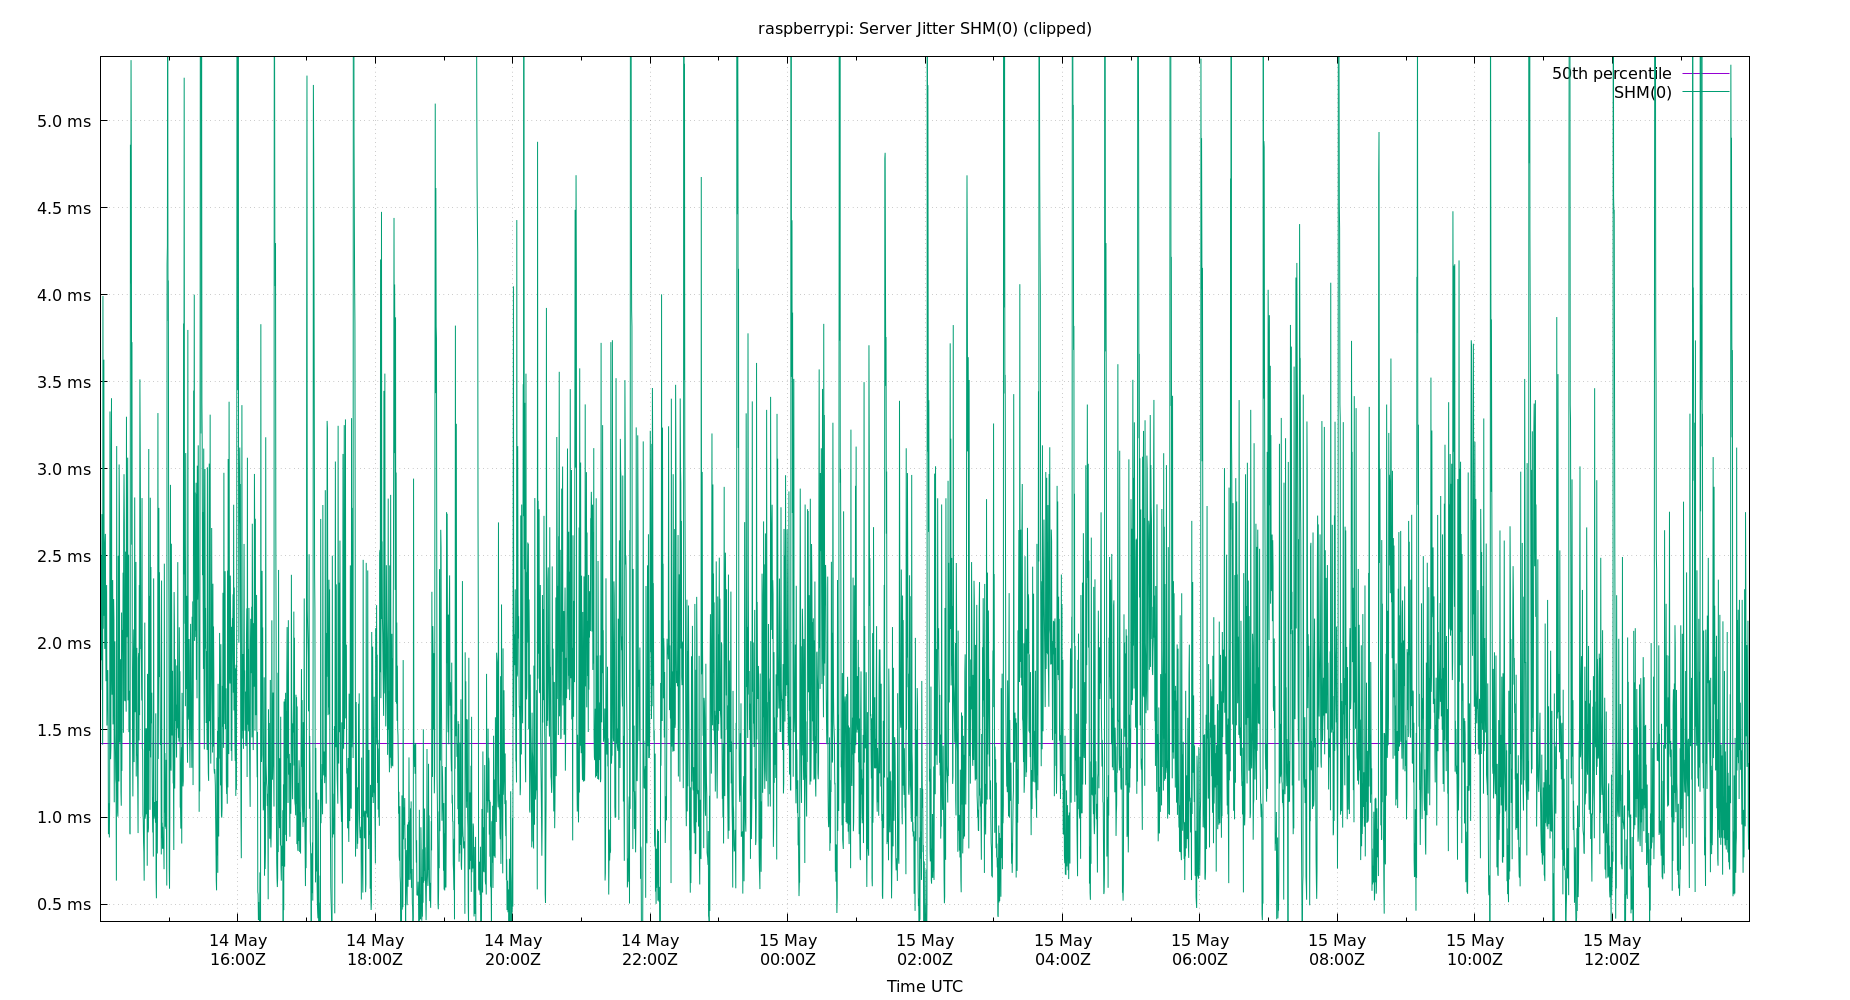 raspberrypi: Server Jitter SHM(0) (clipped)
50th percentile
SHM(0)
5.0 ms
4.5 ms
4.0 ms
3.5 ms
3.0 ms
2.5 ms
2.0 ms
1.5 ms
1.0 ms
0.5 ms
14 May 14 May 14 May 14 May 15 May 15 May 15 May 15 May 15 May 15 May 15 May
16:00Z 18:00Z 20:00Z 22:00Z 00:00Z 02:00Z 04:00Z 06:00Z 08:00Z 10:00Z 12:00Z
Time UTC